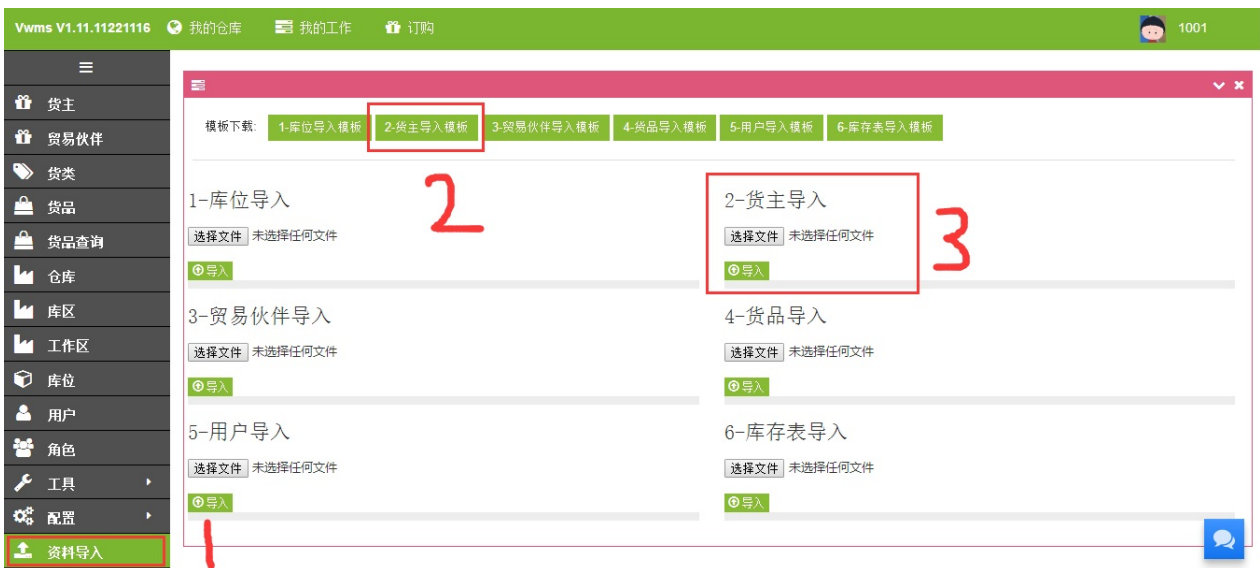 Vwms V1.11.11221116 我的仓库 我的工作 订购 1001
货主
贸易伙伴
货类
货品
货品查询
仓库
库区
工作区
库位
用户
角色
工具
配置
资料导入
1
模板下载: 1-库位导入模板 2-货主导入模板 3-贸易伙伴导入模板 4-货品导入模板 5-用户导入模板 6-库存表导入模板
2
1-库位导入
选择文件 未选择任何文件
导入
2-货主导入
选择文件 未选择任何文件
导入
3
3-贸易伙伴导入
选择文件 未选择任何文件
导入
4-货品导入
选择文件 未选择任何文件
导入
5-用户导入
选择文件 未选择任何文件
导入
6-库存表导入
选择文件 未选择任何文件
导入